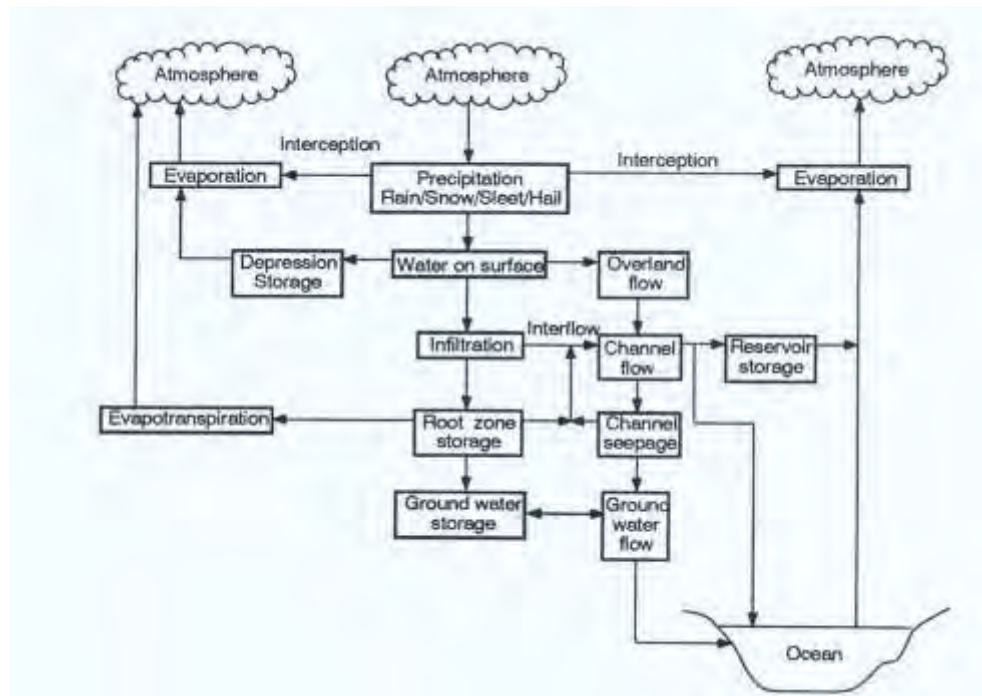 Atmosphere
Atmosphere
Atmosphere
Interception
Interception
Evaporation
Precipitation
Rain/Snow/Sleet/Hail
Evaporation
Depression
Storage
Water on surface
Overland
flow
Interflow
Infiltration
Channel
flow
Reservoir
storage
Evapotranspiration
Root zone
storage
Channel
seepage
Ground water
storage
Ground
water
flow
Ocean